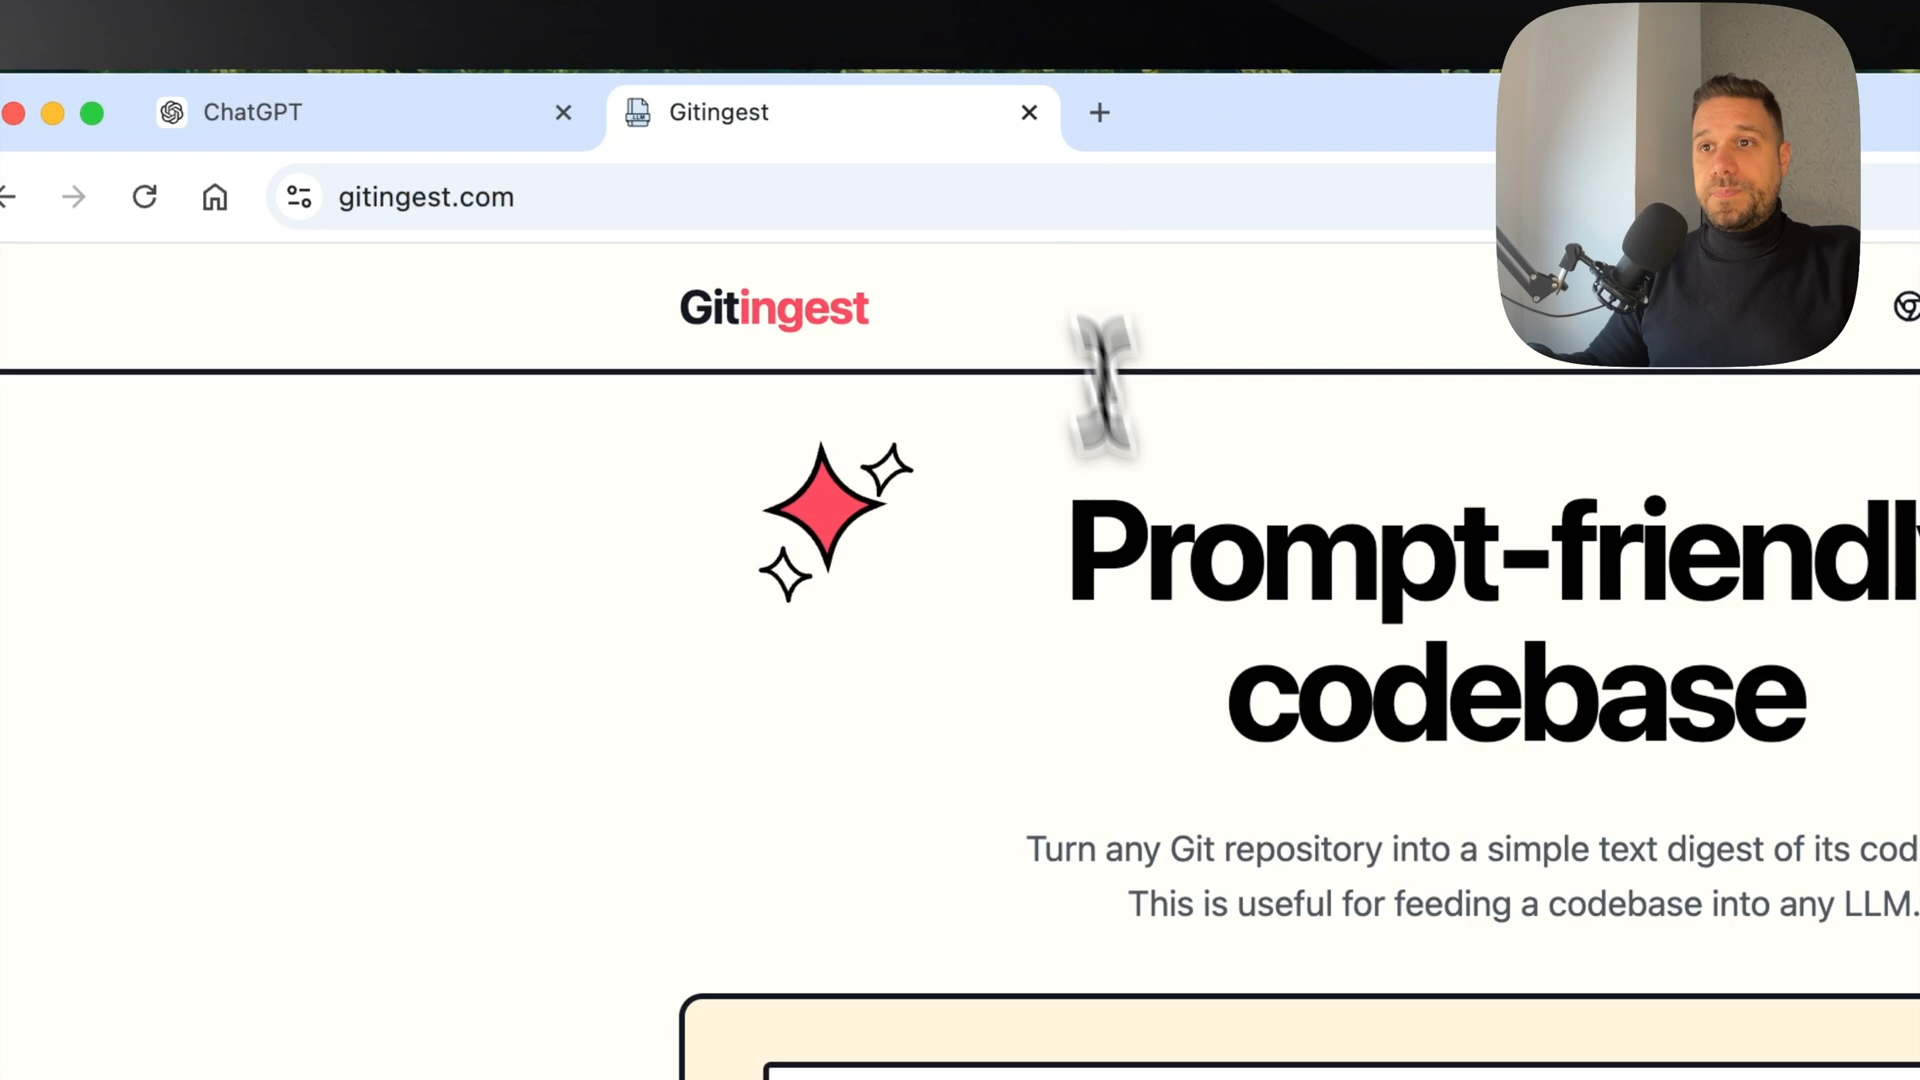 ChatGPT
Gitingest
gitingest.com
Gitingest
Prompt-friendly
codebase
Turn any Git repository into a simple text digest of its cod
This is useful for feeding a codebase into any LLM.